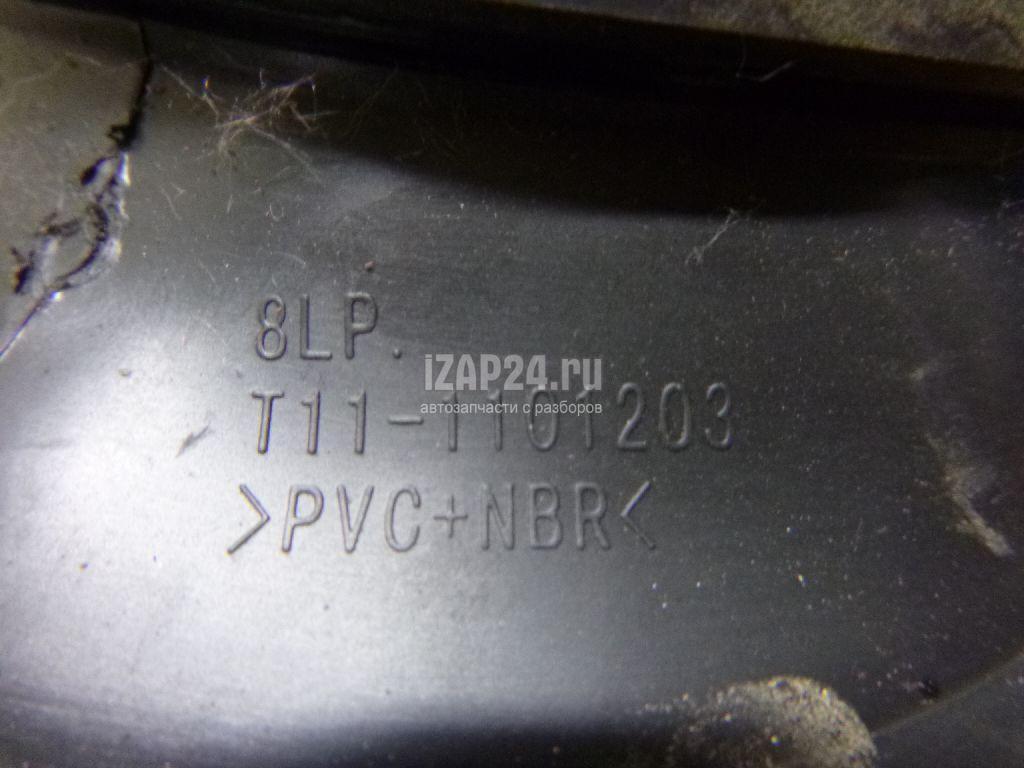 8LP.
iZAP24.ru
автозапчасти с разборов
T11-1101203
>PVC+NBR<